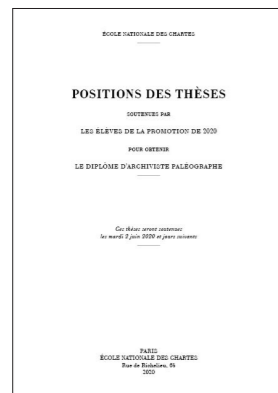 ÉCOLE NATIONALE DES CHARTES
POSITIONS DES THÈSES
SOUTENUES PAR
LES ÉLÈVES DE LA PROMOTION DE 2020
POUR OBTENIR
LE DIPLÔME D'ARCHIVISTE PALÉOGRAPHE
Ces thèses seront soutenues
les mardi 2 juin 2020 et jours suivants
PARIS
ÉCOLE NATIONALE DES CHARTES
Rue de Richelieu, 65
2020